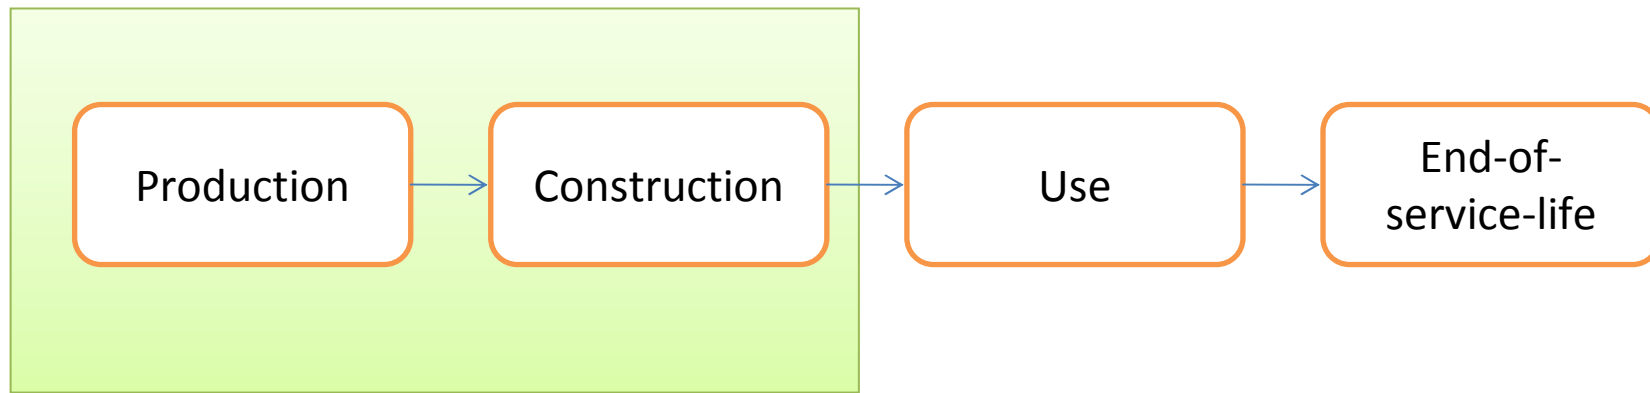 Production
Construction
Use
End-of-
service-life